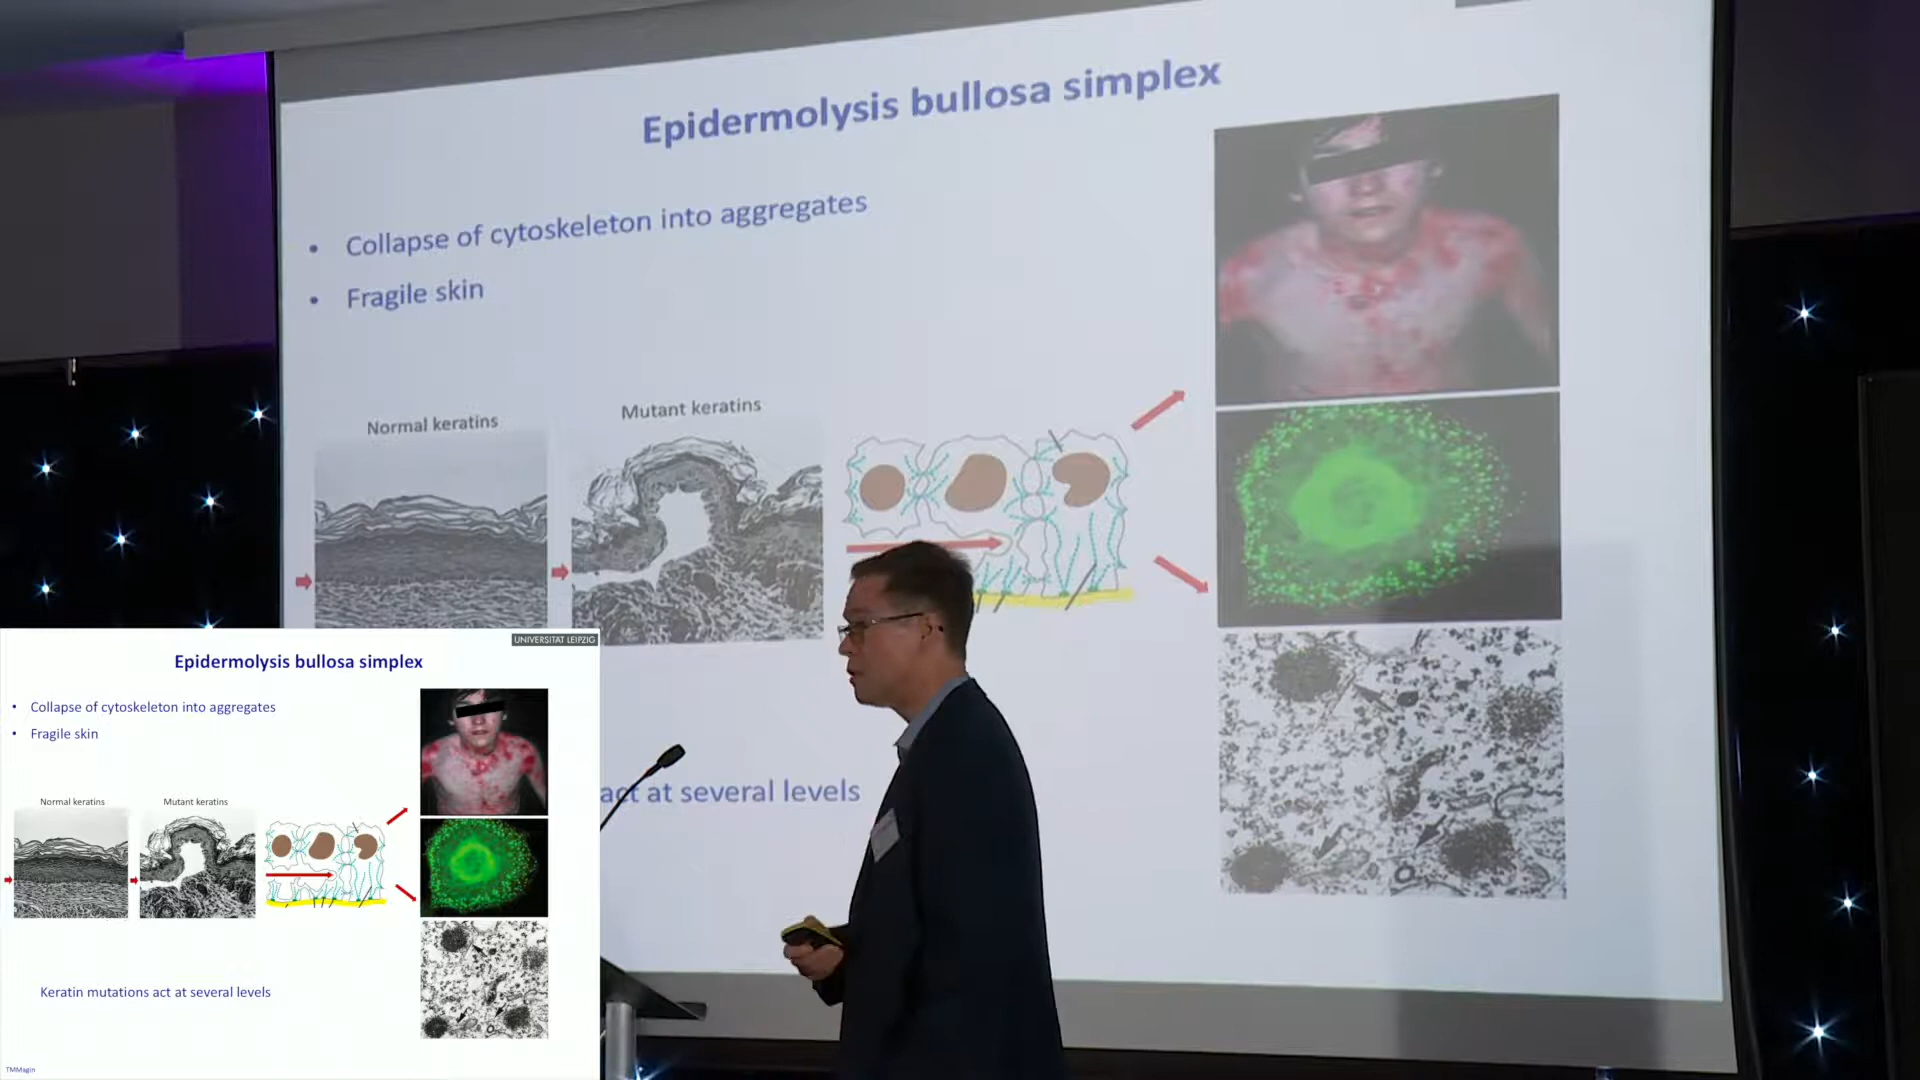 Epidermolysis bullosa simplex
• Collapse of cytoskeleton into aggregates
• Fragile skin
Normal keratins
Mutant keratins
act at several levels
UNIVERSITÄT LEIPZIG
Epidermolysis bullosa simplex
• Collapse of cytoskeleton into aggregates
• Fragile skin
Normal keratins
Mutant keratins
Keratin mutations act at several levels
TMMagin